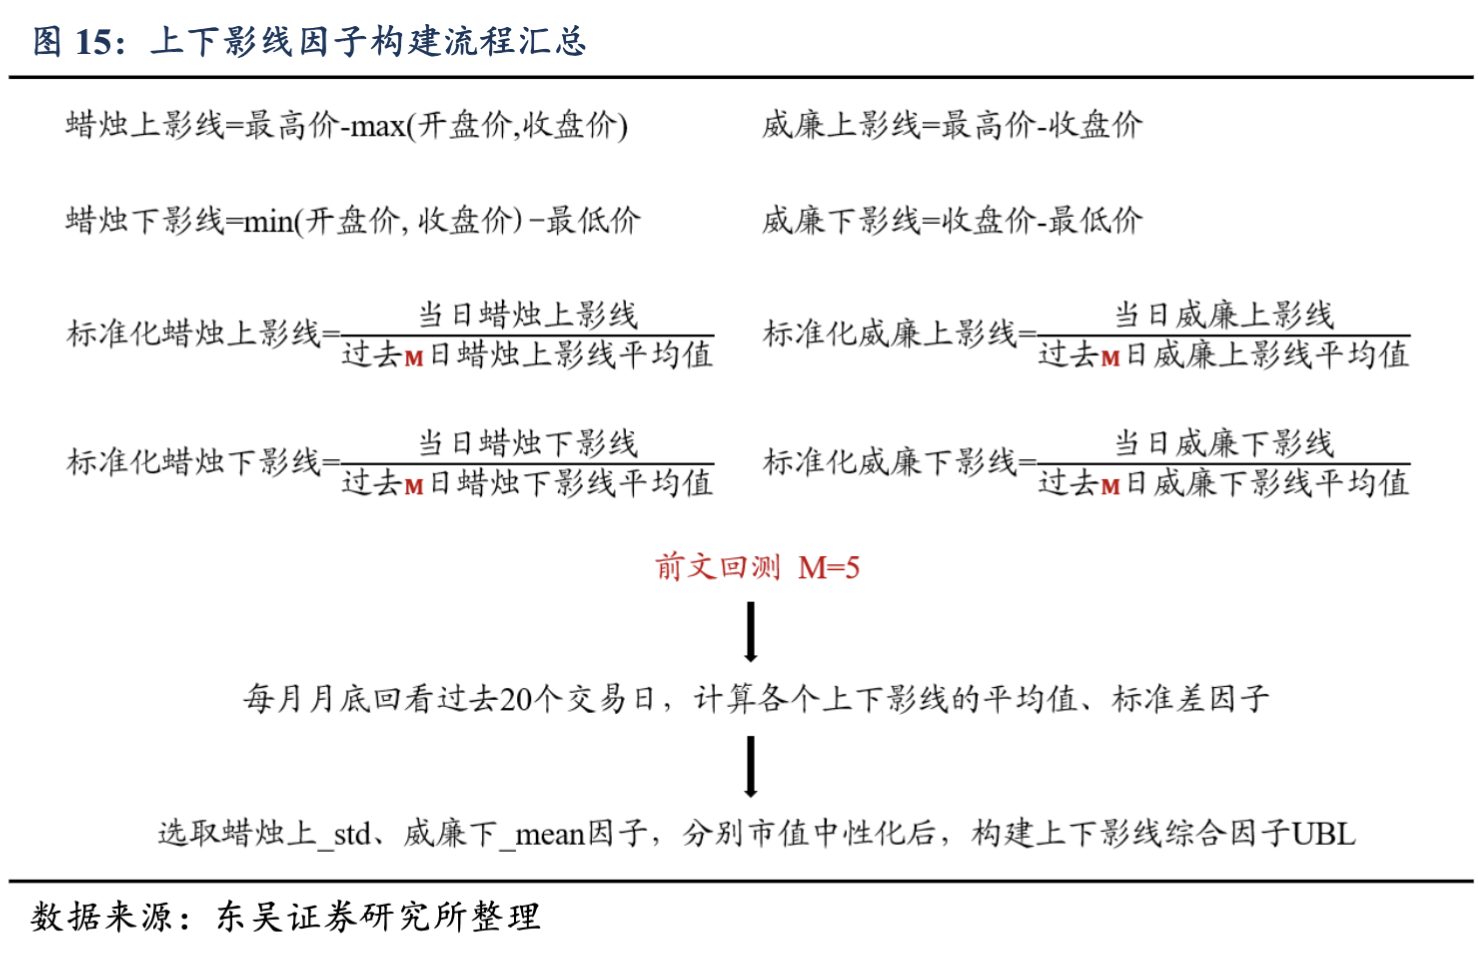 图 15：上下影线因子构建流程汇总
蜡烛上影线=最高价-max(开盘价,收盘价)
威廉上影线=最高价-收盘价
蜡烛下影线=min(开盘价, 收盘价) -最低价
威廉下影线=收盘价-最低价
标准化蜡烛上影线=
当日蜡烛上影线
过去M日蜡烛上影线平均值
标准化威廉上影线=
当日威廉上影线
过去M日威廉上影线平均值
标准化蜡烛下影线=
当日蜡烛下影线
过去M日蜡烛下影线平均值
标准化威廉下影线=
当日威廉下影线
过去M日威廉下影线平均值
前文回测 M=5
每月月底回看过去20个交易日，计算各个上下影线的平均值、标准差因子
选取蜡烛上_std、威廉下_mean因子，分别市值中性化后，构建上下影线综合因子UBL
数据来源：东吴证券研究所整理